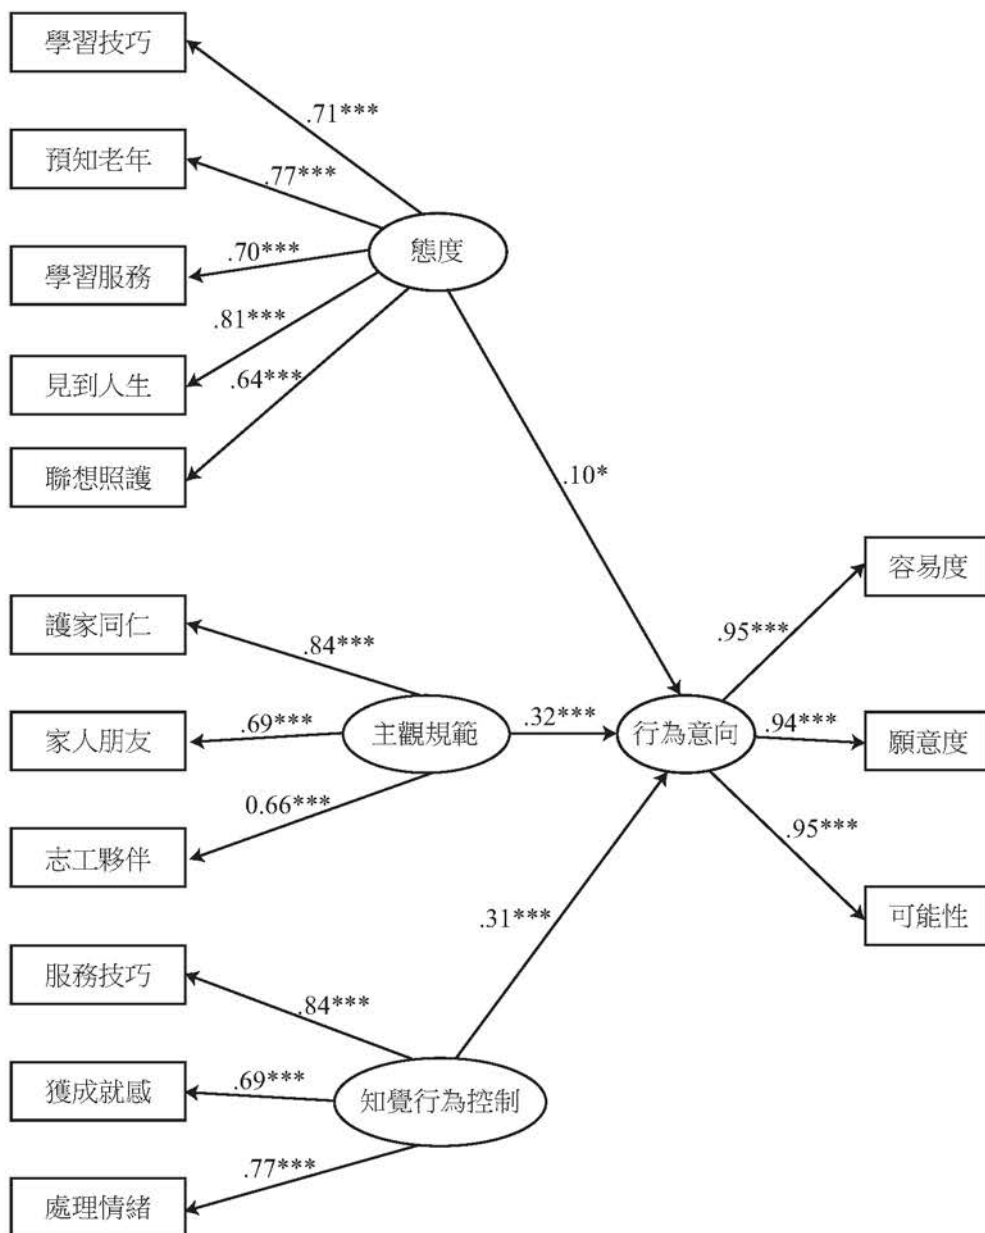 學習技巧
.71***
預知老年
.77***
態度
.70***
學習服務
.81***
見到人生
.64***
聯想照護
.10*
容易度
護家同仁
.84***
.95***
家人朋友
.69***
主觀規範
.32***
行為意向
.94***
願意度
0.66***
志工夥伴
.95***
可能性
.31***
服務技巧
.84***
獲成就感
.69***
知覺行為控制
.77***
處理情緒